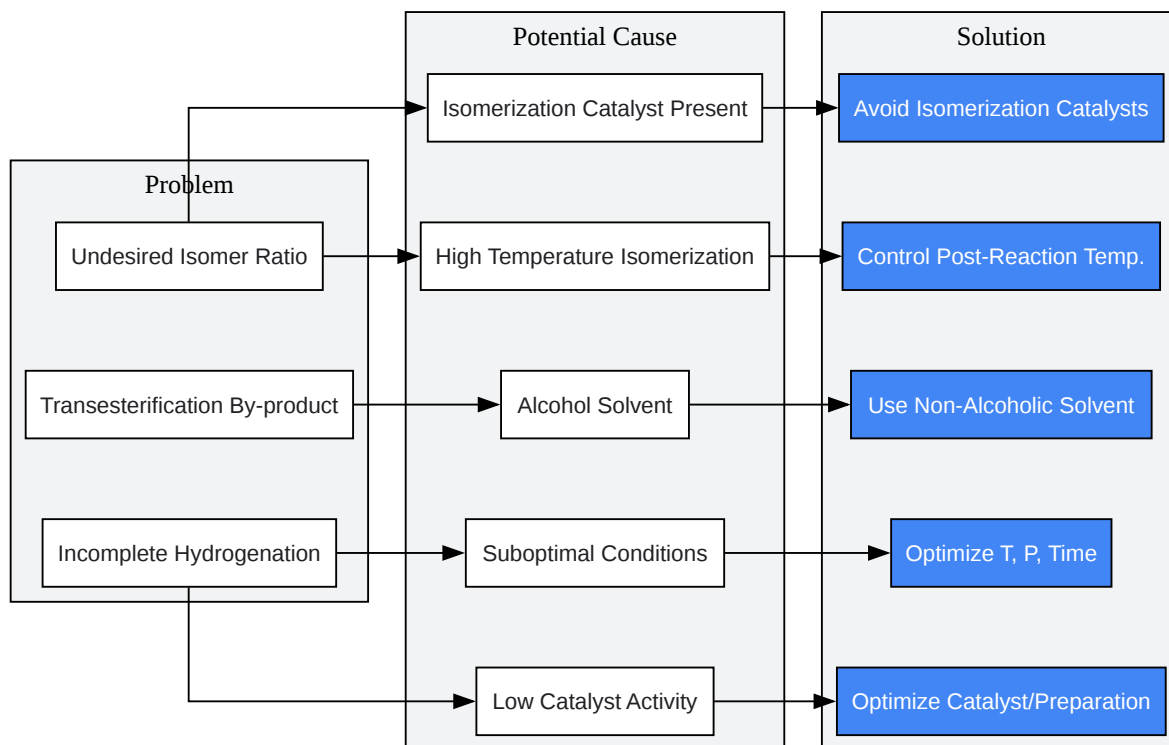 Potential Cause
Solution
Isomerization Catalyst Present
Avoid Isomerization Catalysts
Problem
Undesired Isomer Ratio
High Temperature Isomerization
Control Post-Reaction Temp.
Transesterification By-product
Alcohol Solvent
Use Non-Alcoholic Solvent
Incomplete Hydrogenation
Suboptimal Conditions
Optimize T, P, Time
Low Catalyst Activity
Optimize Catalyst/Preparation